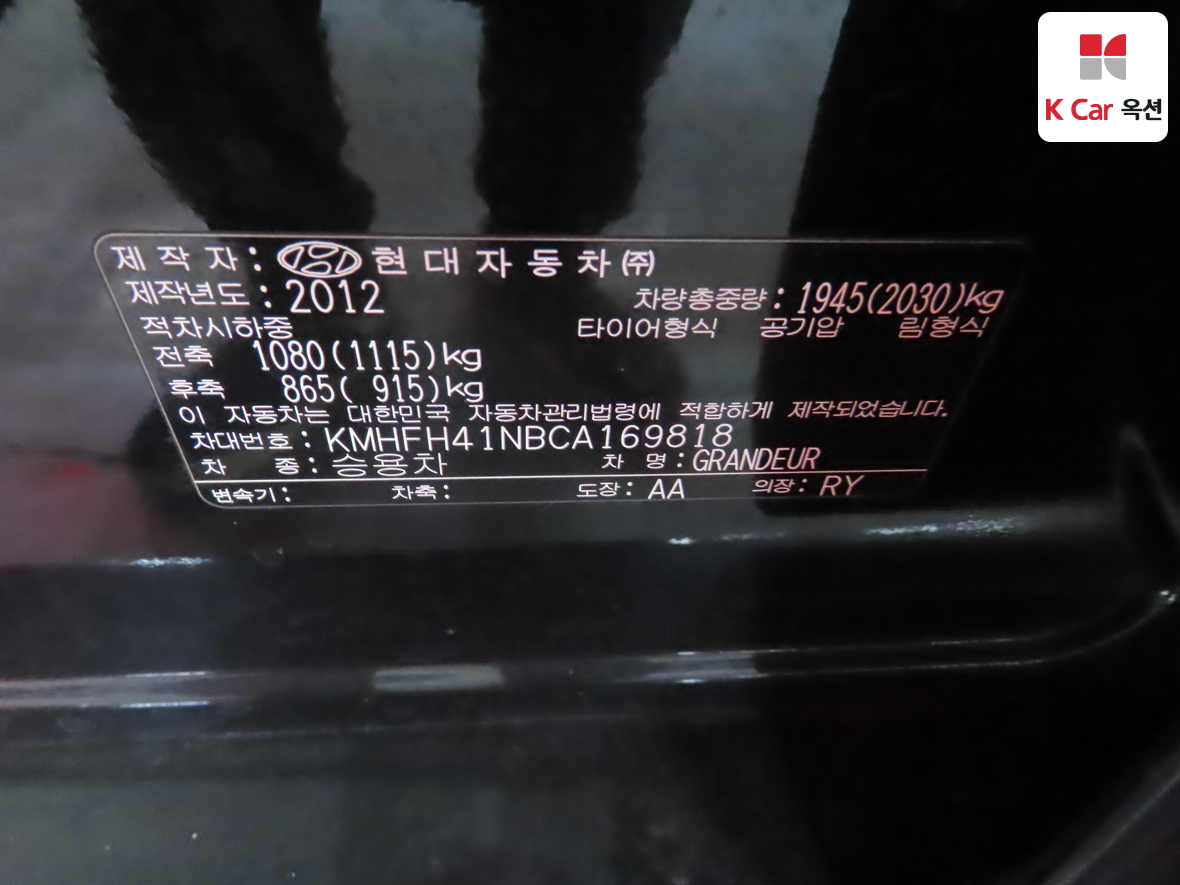 K Car 옥션
제 작 자 : 현 대 자 동 차 ㈜
제작년도 : 2012 차량총중량 : 1945(2030)kg
적차시하중 타이어형식 공기압 림형식
전축 1080(1115)kg
후축 865( 915)kg
이 자동차는 대한민국 자동차관리법령에 적합하게 제작되었습니다.
차대번호 : KMHFH41NBCA169818
차 종 : 승용차 차 명 : GRANDEUR
변속기 : 차축 : 도장 : AA 의장 : RY